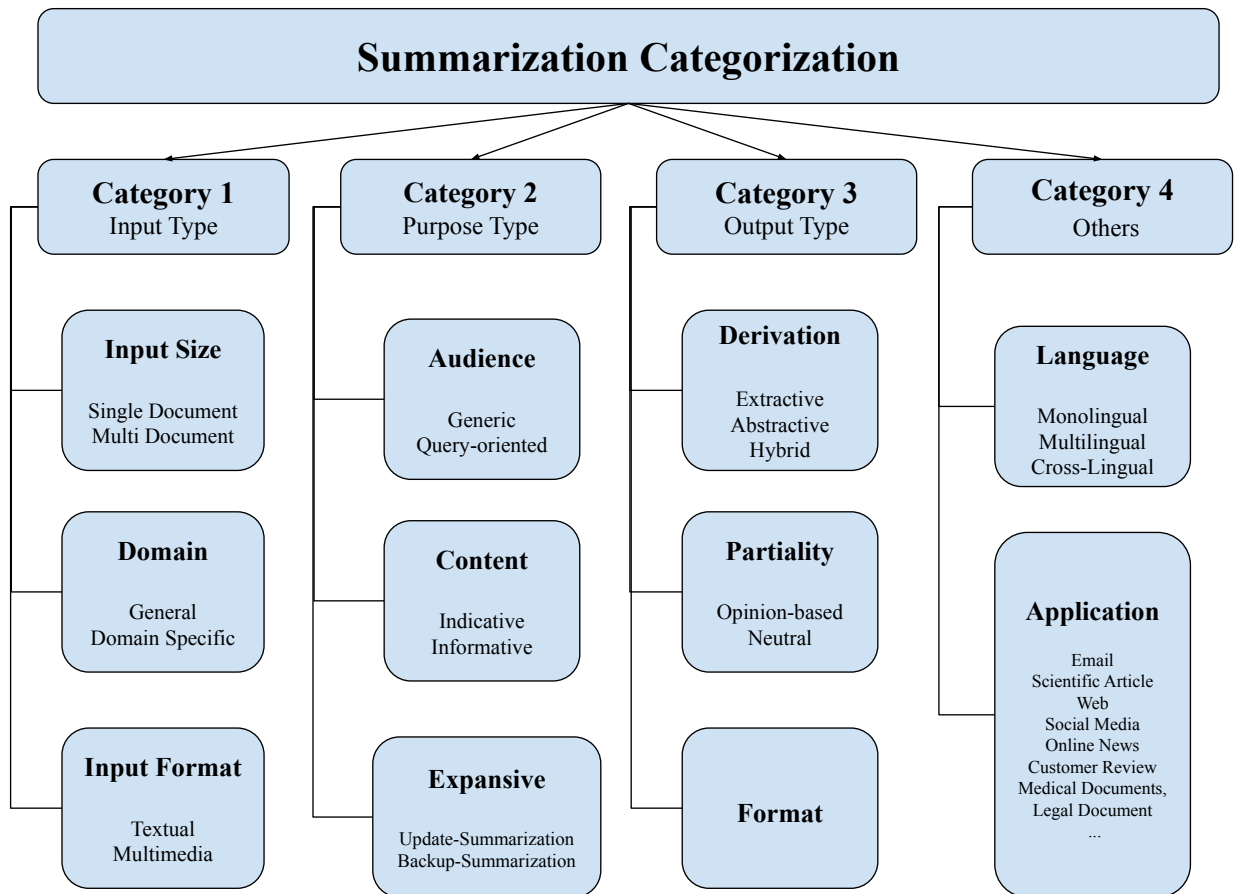 Summarization Categorization
Category 1
Input Type
Input Size
Single Document
Multi Document
Domain
General
Domain Specific
Input Format
Textual
Multimedia
Category 2
Purpose Type
Audience
Generic
Query-oriented
Content
Indicative
Informative
Expansive
Update-Summarization
Backup-Summarization
Category 3
Output Type
Derivation
Extractive
Abstractive
Hybrid
Partiality
Opinion-based
Neutral
Format
Category 4
Others
Language
Monolingual
Multilingual
Cross-Lingual
Application
Email
Scientific Article
Web
Social Media
Online News
Customer Review
Medical Documents,
Legal Document
...